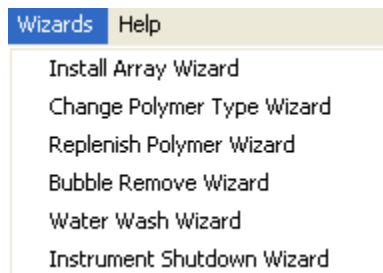 Wizards Help
Install Array Wizard
Change Polymer Type Wizard
Replenish Polymer Wizard
Bubble Remove Wizard
Water Wash Wizard
Instrument Shutdown Wizard